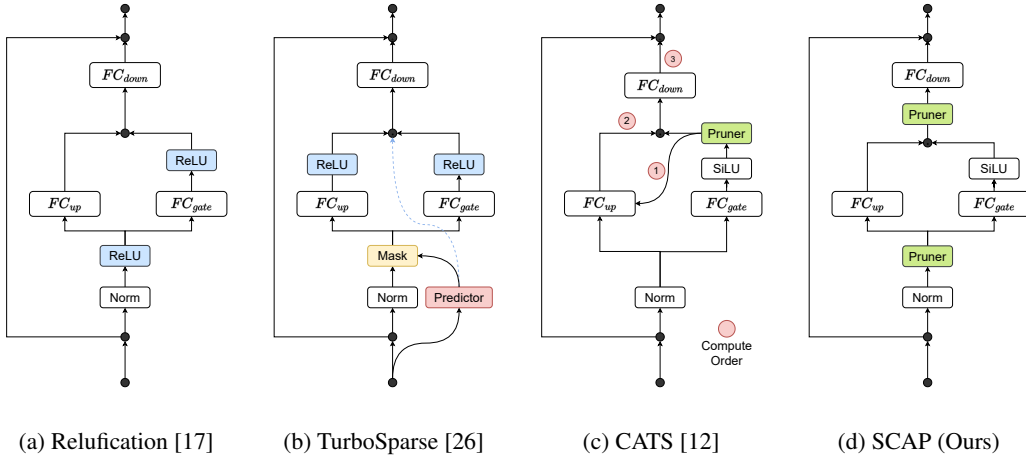 FC_down
ReLU
FC_up
FC_gate
ReLU
Norm
(a) Relufication [17]
FC_down
ReLU
ReLU
FC_up
FC_gate
Mask
Norm
Predictor
(b) TurboSparse [26]
3
FC_down
2
Pruner
1
SiLU
FC_up
FC_gate
Norm
Compute
Order
(c) CATS [12]
FC_down
Pruner
SiLU
FC_up
FC_gate
Pruner
Norm
(d) SCAP (Ours)